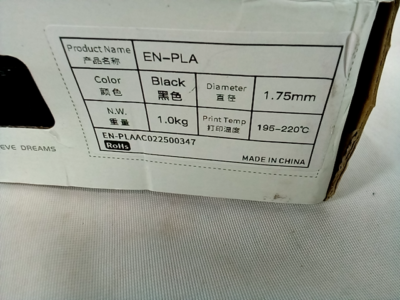 Product Name EN-PLA
产品名称
Color Black Diameter 1.75mm
颜色 黑色 直径
N.W. 1.0kg Print Temp 195-220℃
重量 打印温度
EN-PLAAC022500347
RoHs
MADE IN CHINA
EVE DREAMS